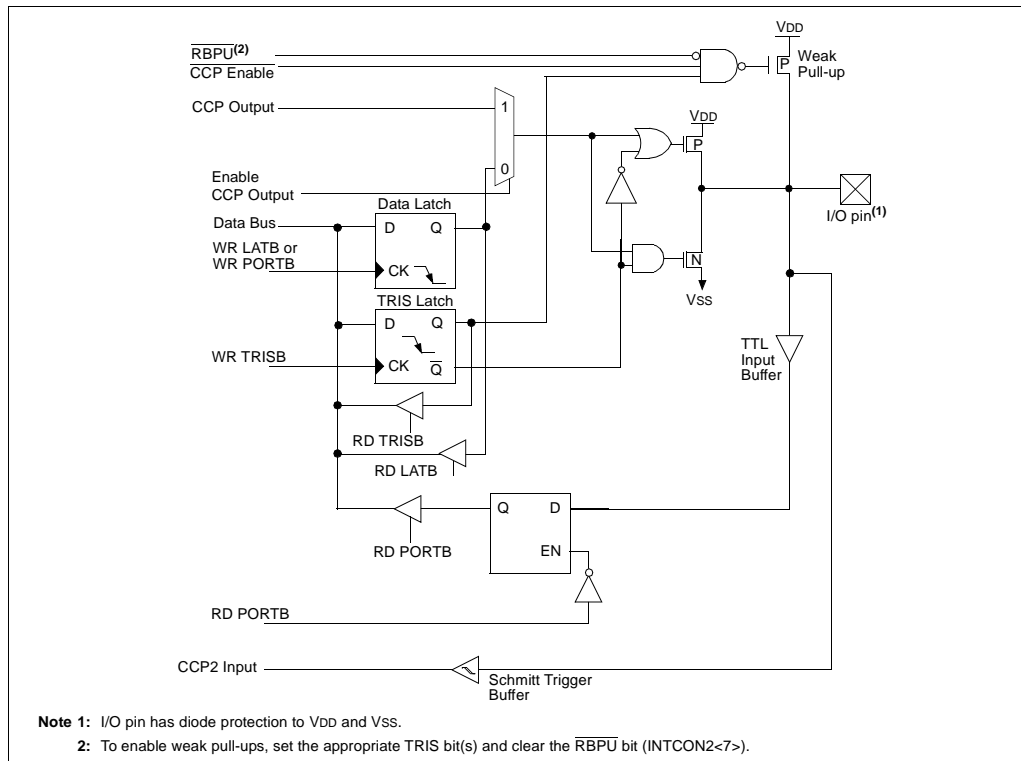 VDD
RBPU(2)
Weak
Pull-up
P
CCP Enable
CCP Output
1
VDD
P
0
Enable
CCP Output
I/O pin(1)
Data Bus
Data Latch
D Q
WR LATB or
WR PORTB
CK
N
VSS
TRIS Latch
D Q
TTL
Input
Buffer
WR TRISB
CK Q
RD TRISB
RD LATB
Q D
RD PORTB
EN
RD PORTB
CCP2 Input
Schmitt Trigger
Buffer
Note 1: I/O pin has diode protection to VDD and VSS.
2: To enable weak pull-ups, set the appropriate TRIS bit(s) and clear the RBPU bit (INTCON2<7>).